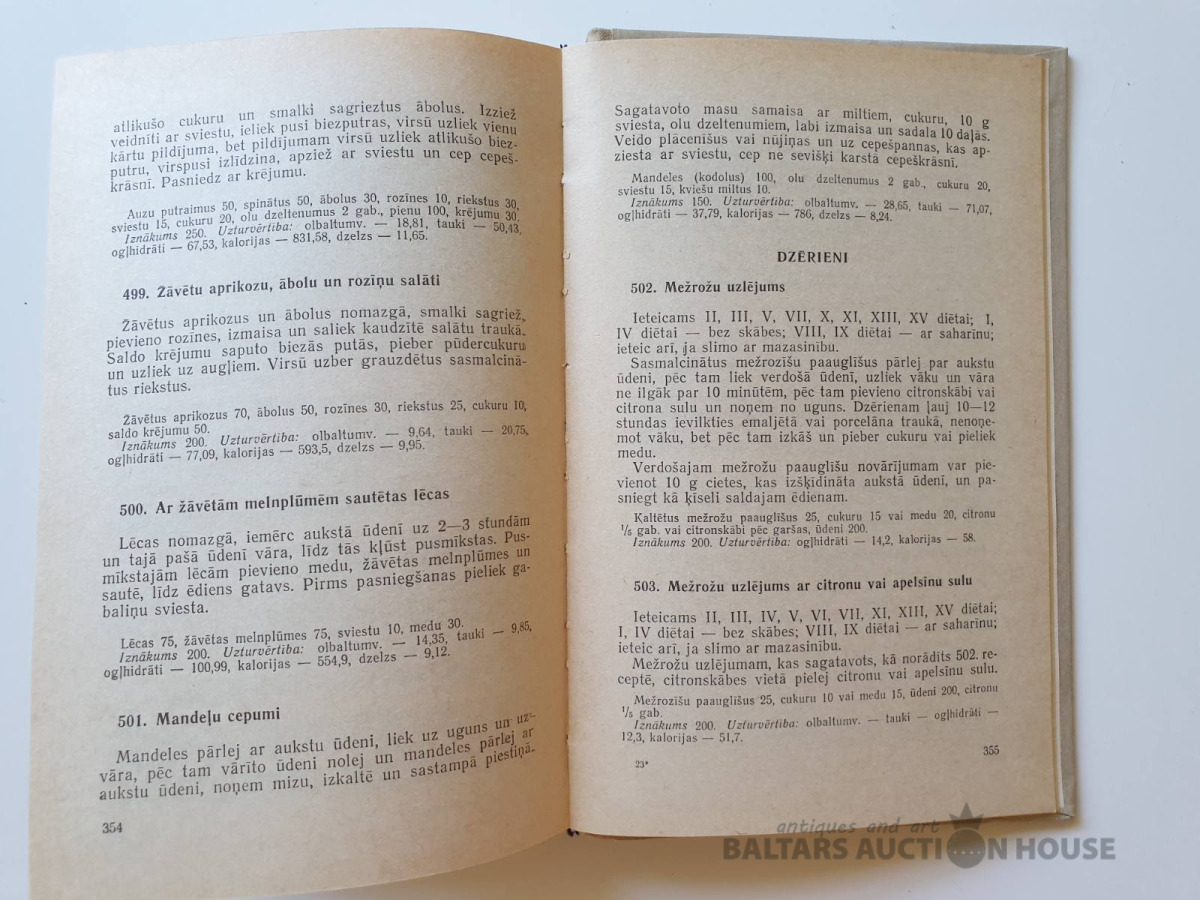 atlikušo cukuru un smalki sagrieztus ābolus. Izziež
veidnīti ar sviestu, ieliek pusi biezputras, virsū uzliek vienu
kārtu pildījuma, bet pildījumam virsū uzliek atlikušo biez-
putru, virspusi izlīdzina, apziež ar sviestu un cep cepeš-
krāsnī. Pasniedz ar krējumu.
Auzu putraimus 50, spinātus 50, ābolus 30, rozīnes 10, riekstus 30,
sviestu 15, cukuru 20, olu dzeltenumus 2 gab., pienu 100, krējumu 30.
Iznākums 250. Uzturvērtība: olbaltumv. — 18,81, tauki — 50,43,
ogļhidrāti — 67,53, kalorijas — 831,58, dzelzs — 11,65.
499. Žāvētu aprikozu, ābolu un rozīņu salāti
Žāvētus aprikozus un ābolus nomazgā, smalki sagriež,
pievieno rozīnes, izmaisa un saliek kaudzītē salātu traukā.
Saldo krējumu saputo biezās putās, pieber pūdercukuru
un uzliek uz augļiem. Virsū uzber grauzdētus sasmalcinā-
tus riekstus.
Žāvētus aprikozus 70, ābolus 50, rozīnes 30, riekstus 25, cukuru 10,
saldo krējumu 50.
Iznākums 200. Uzturvērtība: olbaltumv. — 9,64, tauki — 20,75,
ogļhidrāti — 77,09, kalorijas — 593,5, dzelzs — 9,95.
500. Ar žāvētām melnplūmēm sautētas lēcas
Lēcas nomazgā, iemērc aukstā ūdenī uz 2—3 stundām
un tajā pašā ūdenī vāra, līdz tās kļūst pusmīkstas. Pus-
mīkstajām lēcām pievieno medu, žāvētas melnplūmes un
sautē, līdz ēdiens gatavs. Pirms pasniegšanas pieliek ga-
baliņu sviesta.
Lēcas 75, žāvētas melnplūmes 75, sviestu 10, medu 30.
Iznākums 200. Uzturvērtība: olbaltumv. — 14,35, tauki — 9,85,
ogļhidrāti — 100,99, kalorijas — 554,9, dzelzs — 9,12.
501. Mandeļu cepumi
Mandeles pārlej ar aukstu ūdeni, liek uz uguns un uz-
vāra, pēc tam vārīto ūdeni nolej un mandeles pārlej ar
aukstu ūdeni, noņem mizu, izkaltē un sastampā piestiņā.
354
Sagatavoto masu samaisa ar miltiem, cukuru, 10 g
sviesta, olu dzeltenumiem, labi izmaisa un sadala 10 daļās.
Veido plācenīšus vai nūjiņas un uz cepešpannas, kas ap-
ziesta ar sviestu, cep ne sevišķi karstā cepeškrāsnī.
Mandeles (kodolus) 100, olu dzeltenumus 2 gab., cukuru 20,
sviestu 15, kviešu miltus 10.
Iznākums 150. Uzturvērtība: olbaltumv. — 28,65, tauki — 71,07,
ogļhidrāti — 37,79, kalorijas — 786, dzelzs — 8,24.
DZĒRIENI
502. Mežrožu uzlējums
Ieteicams II, III, V, VII, X, XI, XIII, XV diētai; I,
IV diētai — bez skābes; VIII, IX diētai — ar saharīnu;
ieteic arī, ja slimo ar mazasinību.
Sasmalcinātus mežrozīšu paauglīšus pārlej par aukstu
ūdeni, pēc tam liek verdošā ūdenī, uzliek vāku un vāra
ne ilgāk par 10 minūtēm, pēc tam pievieno citronskābi vai
citrona sulu un noņem no uguns. Dzērienam ļauj 10—12
stundas ievilkties emaljētā vai porcelāna traukā, nenoņe-
mot vāku, bet pēc tam izkāš un pieber cukuru vai pieliek
medu.
Verdošajam mežrožu paauglīšu novārījumam var pie-
vienot 10 g cietes, kas izšķīdināta aukstā ūdenī, un pa-
sniegt kā ķīseli saldajam ēdienam.
Kaltētus mežrožu paauglīšus 25, cukuru 15 vai medu 20, citronu
1/5 gab. vai citronskābi pēc garšas, ūdeni 200.
Iznākums 200. Uzturvērtība: ogļhidrāti — 14,2, kalorijas — 58.
503. Mežrožu uzlējums ar citronu vai apelsīnu sulu
Ieteicams II, III, IV, V, VI, VII, XI, XIII, XV diētai;
I, IV diētai — bez skābes; VIII, IX diētai — ar saharīnu;
ieteic arī, ja slimo ar mazasinību.
Mežrožu uzlējumam, kas sagatavots, kā norādīts 502. re-
ceptē, citronskābes vietā pielej citronu vai apelsīnu sulu.
Mežrozīšu paauglīšus 25, cukuru 10 vai medu 15, ūdeni 200, citronu
1/5 gab.
Iznākums 200. Uzturvērtība: olbaltumv. — tauki — ogļhidrāti —
12,3, kalorijas — 51,7.
23*
355
antiques and art
BALTARS AUCTION HOUSE